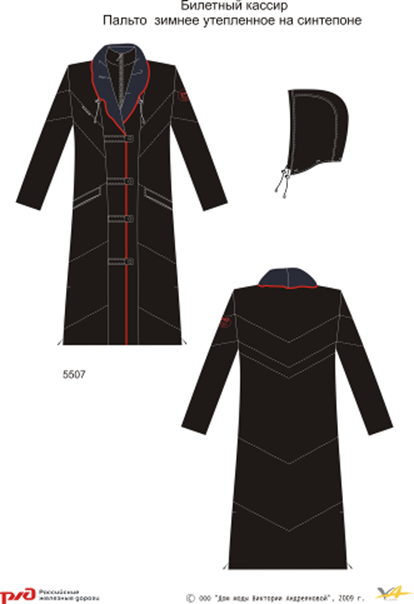 Билетный кассир
Пальто зимнее утепленное на синтепоне
5507
ржд Российские
железные дороги
© ООО "Дом моды Виктории Андреяновой", 2009 г.